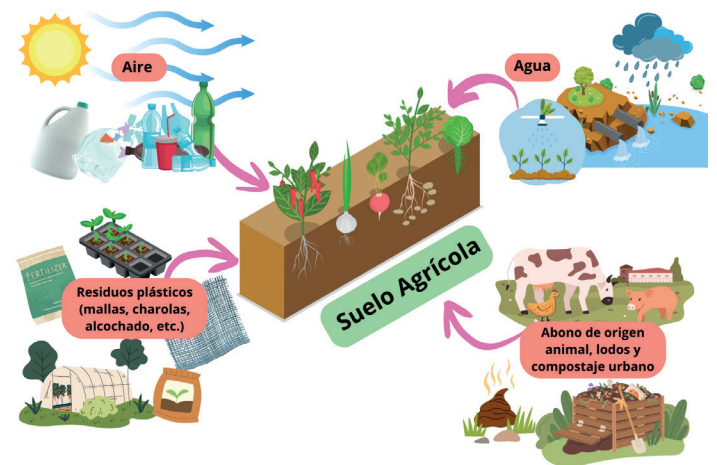 Aire
Agua
FERTILIZER
Residuos plásticos
(mallas, charolas,
alcochado, etc.)
Suelo Agrícola
Abono de origen
animal, lodos y
compostaje urbano